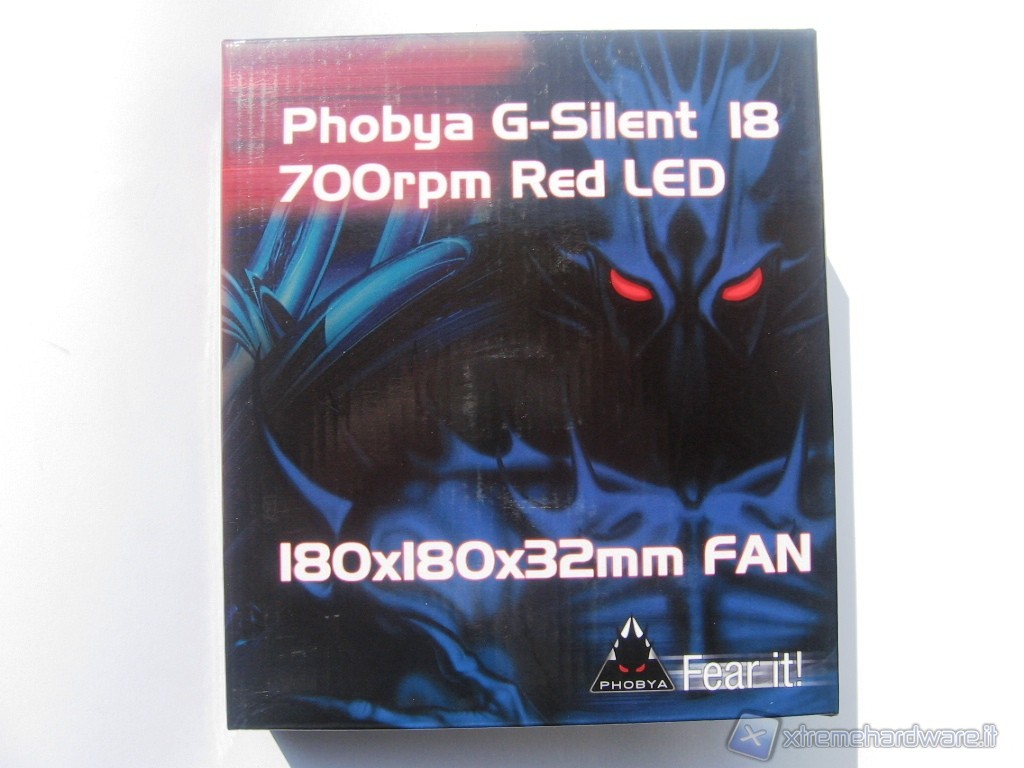 Phobya G-Silent 18
700rpm Red LED
180x180x32mm FAN
PHOBYA
Fear it!
xtremehardware.it